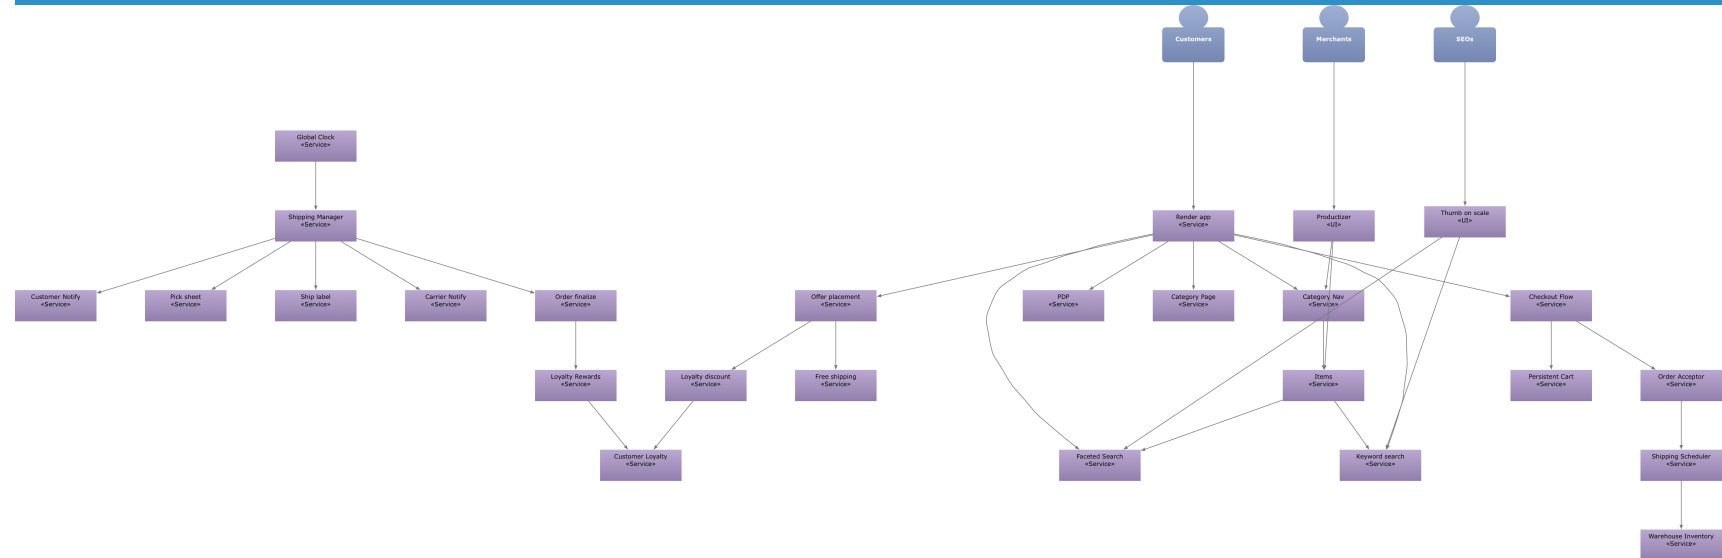 Customers
Merchants
SEOs
Global Clock
«Service»
Shipping Manager
«Service»
Render app
«Service»
Productizer
«UI»
Thumb on scale
«UI»
Customer Notify
«Service»
Pick sheet
«Service»
Ship label
«Service»
Carrier Notify
«Service»
Order finalize
«Service»
Offer placement
«Service»
PDP
«Service»
Category Page
«Service»
Category Nav
«Service»
Checkout Flow
«Service»
Loyalty Rewards
«Service»
Loyalty discount
«Service»
Free shipping
«Service»
Items
«Service»
Persistent Cart
«Service»
Order Acceptor
«Service»
Customer Loyalty
«Service»
Faceted Search
«Service»
Keyword search
«Service»
Shipping Scheduler
«Service»
Warehouse Inventory
«Service»